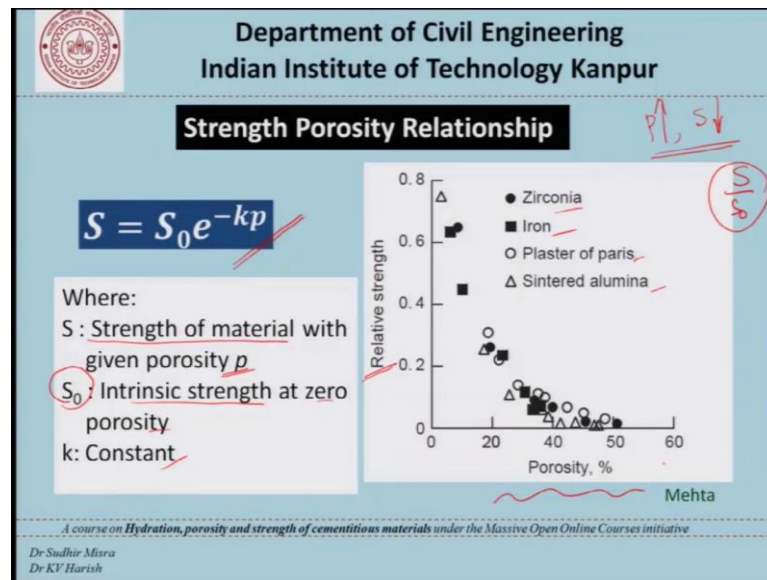 Department of Civil Engineering
Indian Institute of Technology Kanpur
Strength Porosity Relationship
P↑, S↓
S/S₀
S = S₀e^{-kp}
Where:
S : Strength of material with
given porosity p
S₀ : Intrinsic strength at zero
porosity
k: Constant
Relative strength
0.8
0.6
0.4
0.2
0
Zirconia
Iron
Plaster of paris
Sintered alumina
0 20 40 50 60
Porosity, %
Mehta
A course on Hydration, porosity and strength of cementitious materials under the Massive Open Online Courses initiative
Dr Sudhir Misra
Dr KV Harish